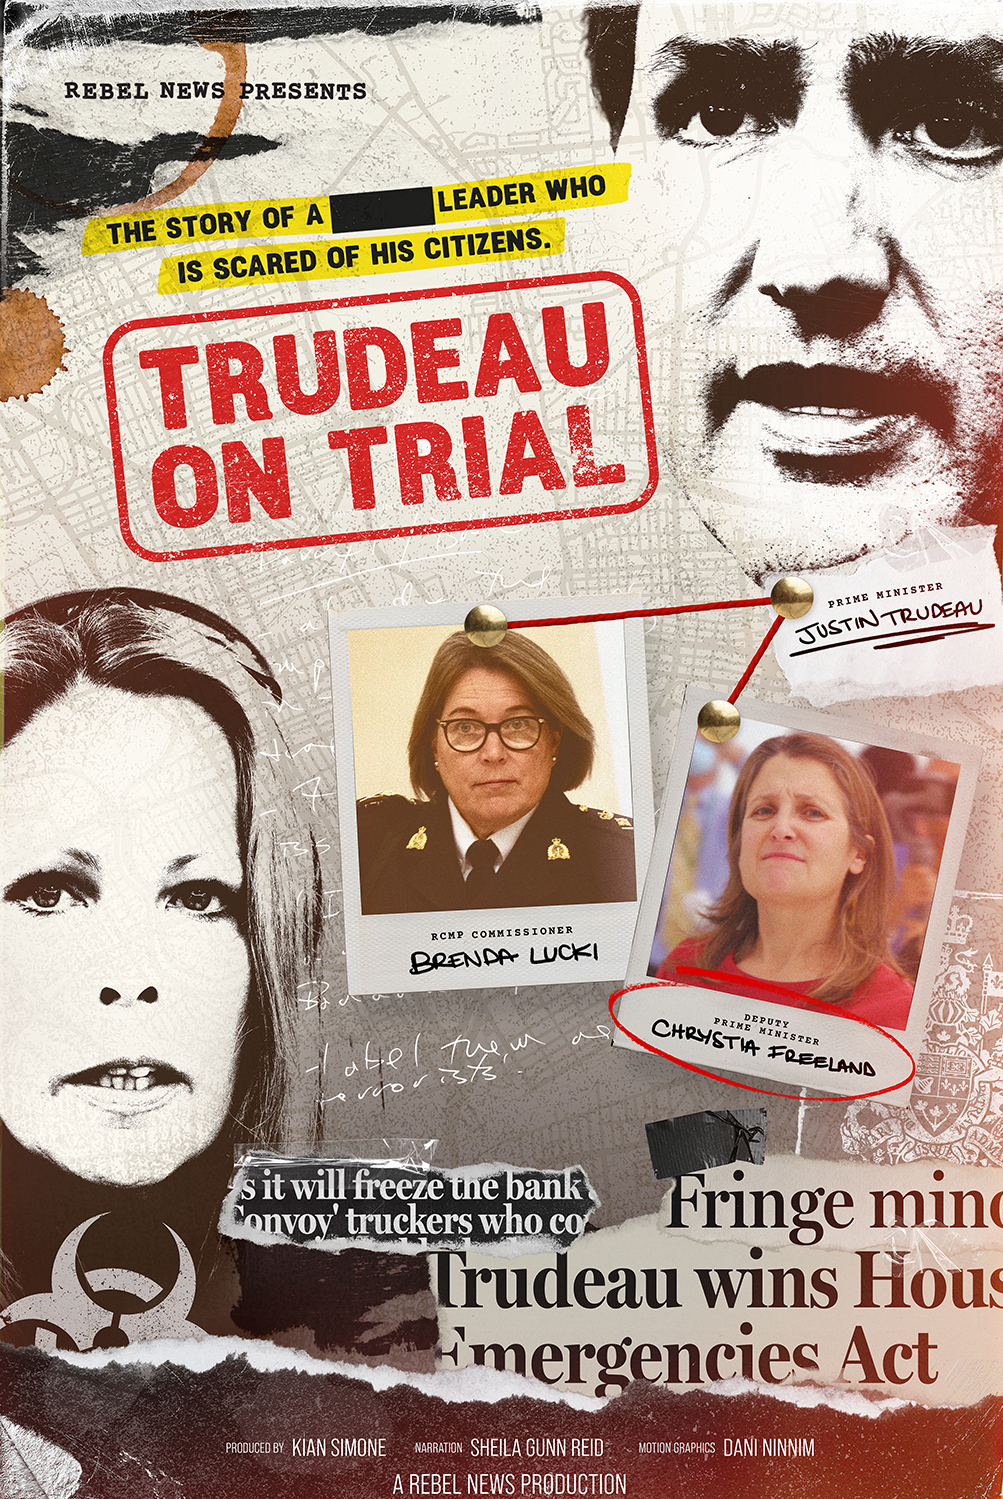 REBEL NEWS PRESENTS
THE STORY OF A LEADER WHO
IS SCARED OF HIS CITIZENS.
TRUDEAU
ON TRIAL
PRIME MINISTER
JUSTIN TRUDEAU
RCMP COMMISSIONER
BRENDA LUCKI
DEPUTY
PRIME MINISTER
CHRYSTIA FREELAND
label them as
terrorists.
s it will freeze the bank
Convoy' truckers who co
Fringe mino
Trudeau wins Hous
Emergencies Act
PRODUCED BY KIAN SIMONE NARRATION SHEILA GUNN REID MOTION GRAPHICS DANI NINNIM
A REBEL NEWS PRODUCTION